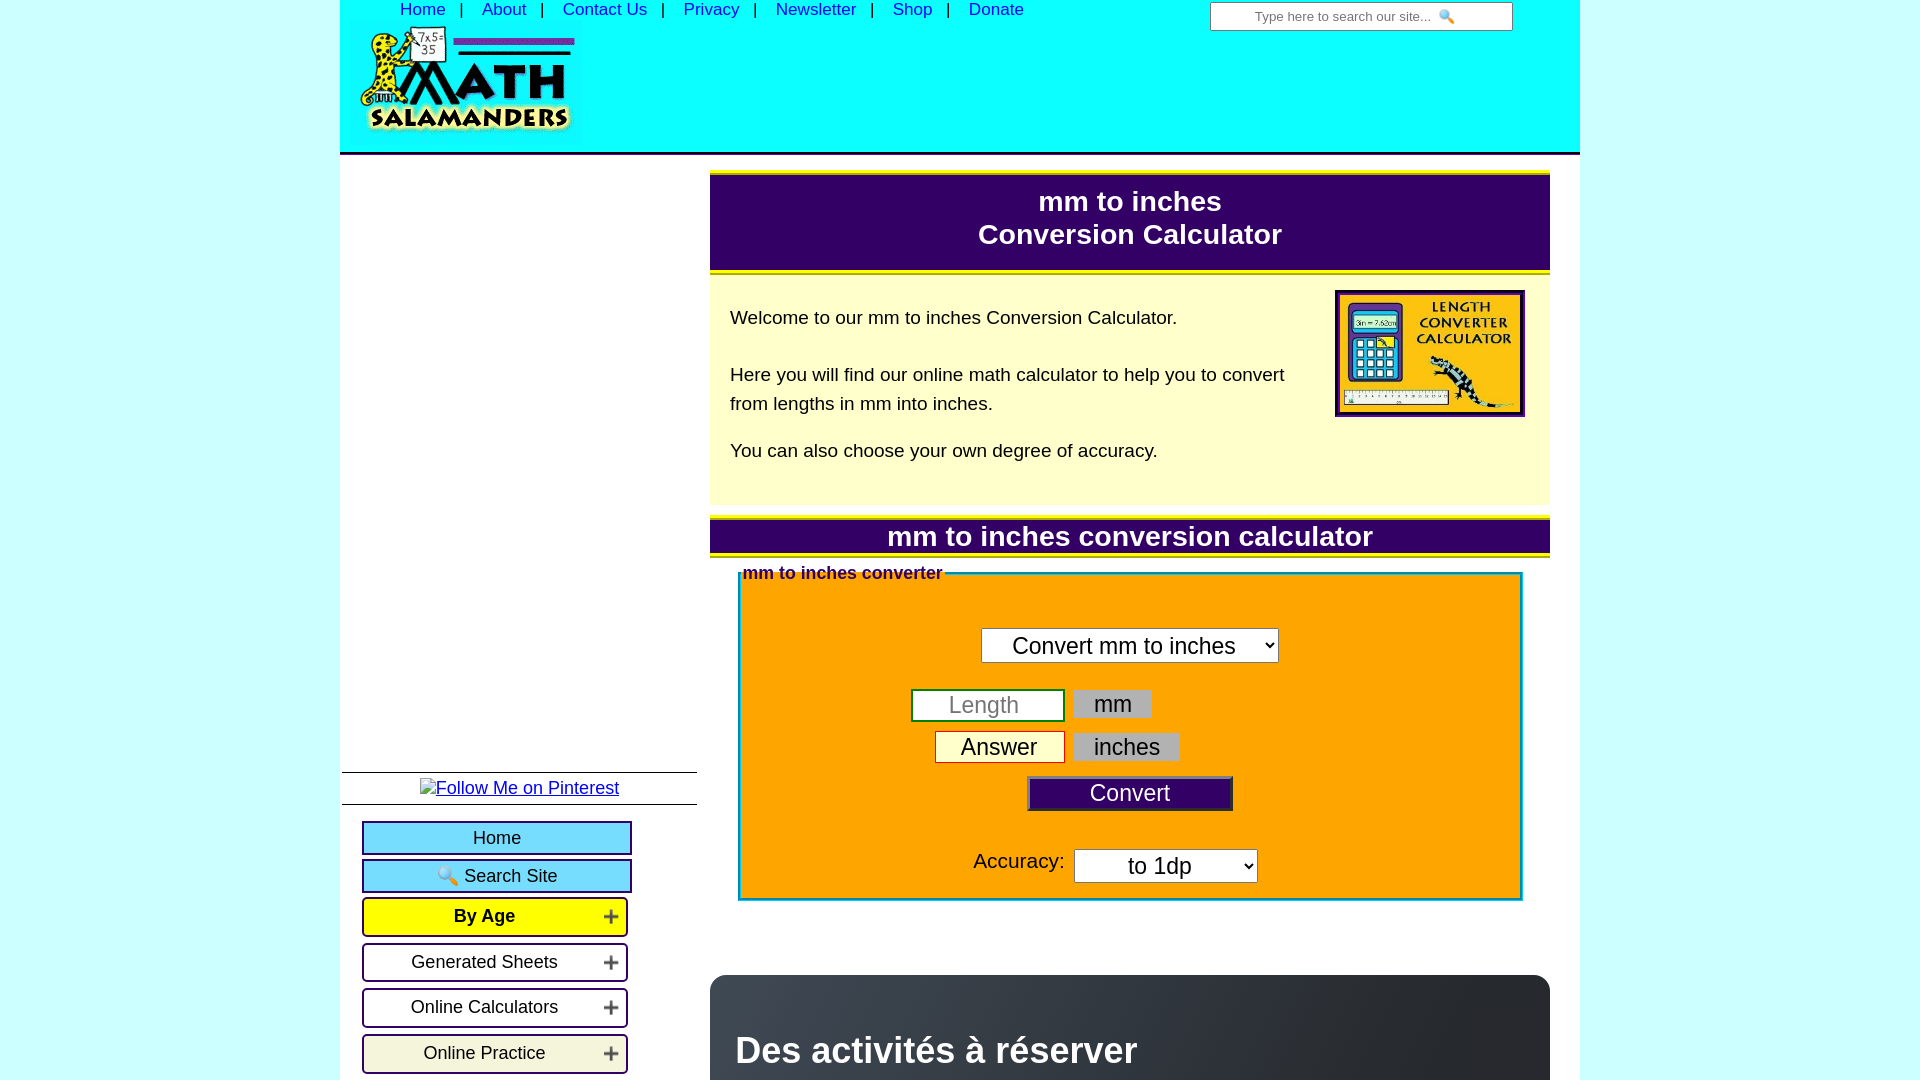 Home | About | Contact Us | Privacy | Newsletter | Shop | Donate
Type here to search our site... 🔍
7x5=
35
MATH
SALAMANDERS
mm to inches
Conversion Calculator
Welcome to our mm to inches Conversion Calculator.
LENGTH
CONVERTER
CALCULATOR
3in = 7.62cm
Here you will find our online math calculator to help you to convert
from lengths in mm into inches.
You can also choose your own degree of accuracy.
mm to inches conversion calculator
mm to inches converter
Convert mm to inches
Length mm
Answer inches
Convert
Accuracy: to 1dp
Follow Me on Pinterest
Home
🔍 Search Site
By Age
Generated Sheets
Online Calculators
Online Practice
Des activités à réserver